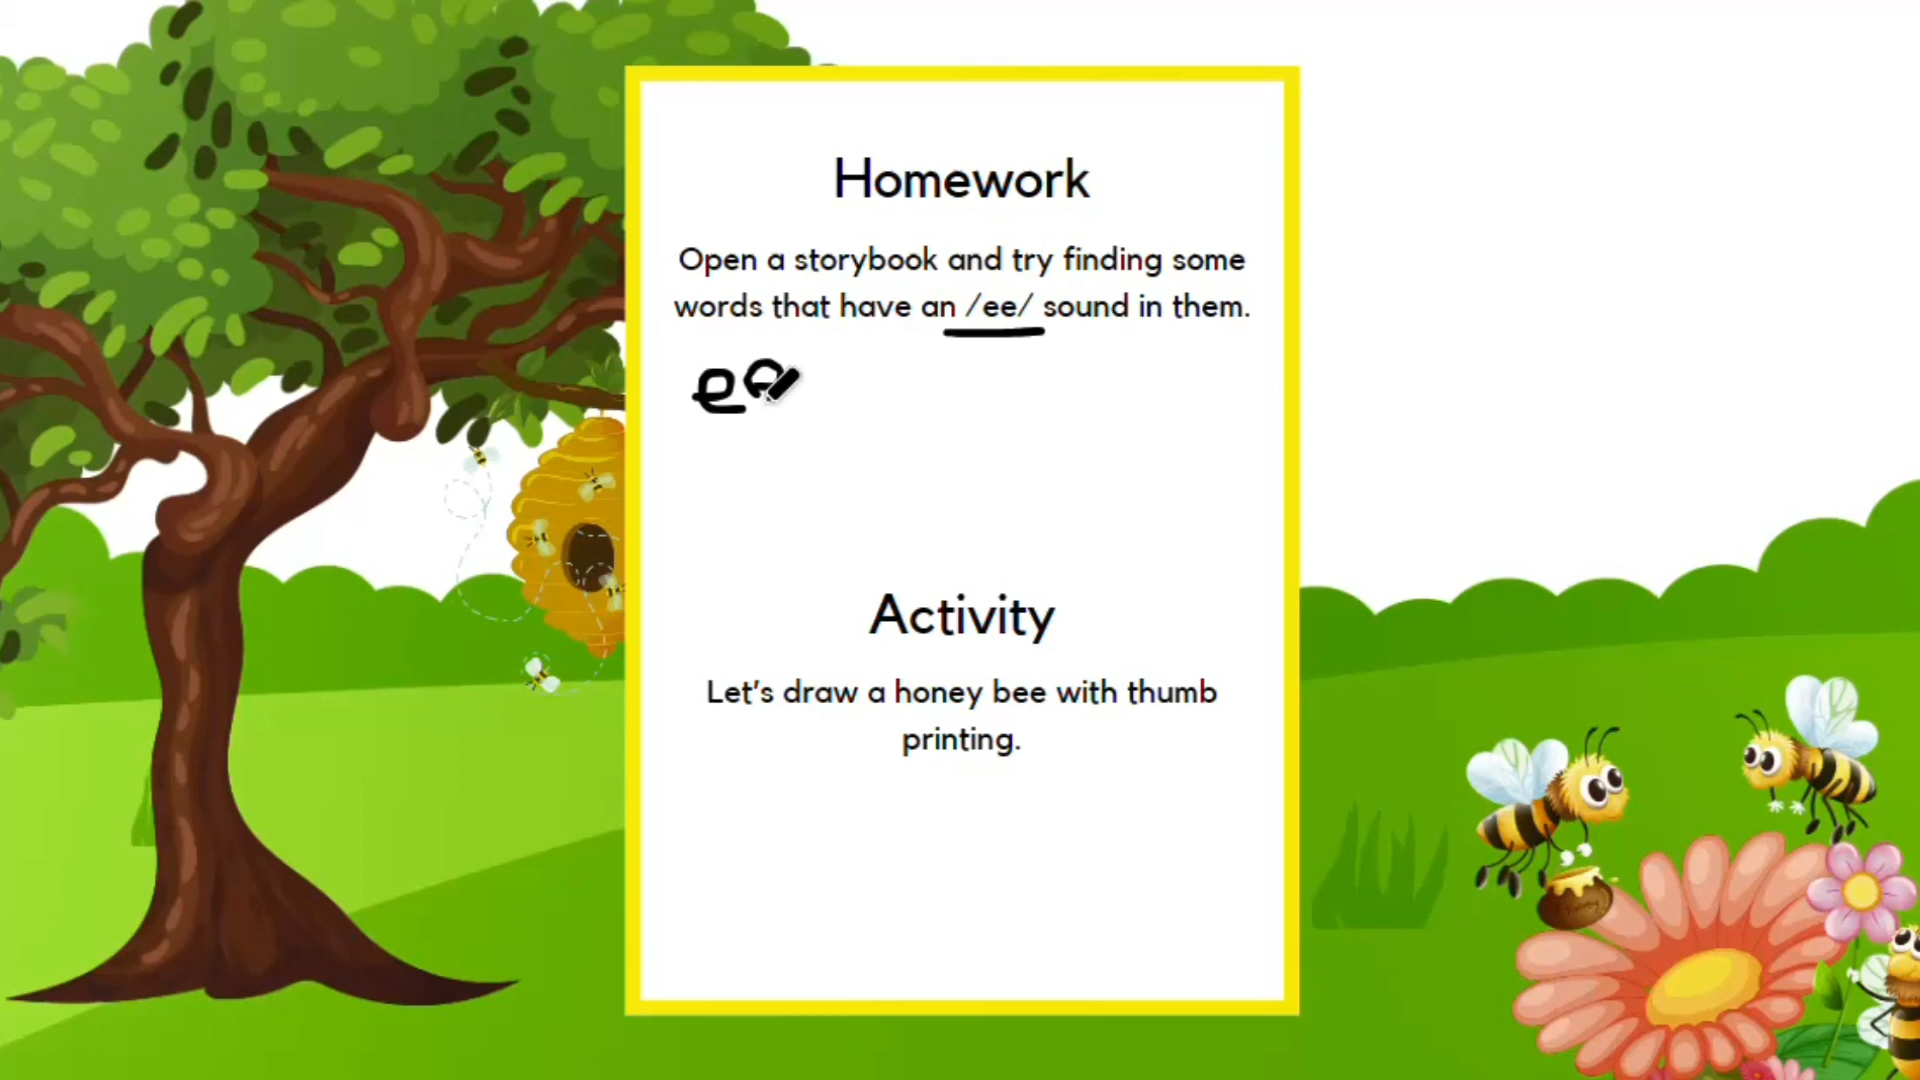 Homework
Open a storybook and try finding some
words that have an /ee/ sound in them.
ee
Activity
Let's draw a honey bee with thumb
printing.